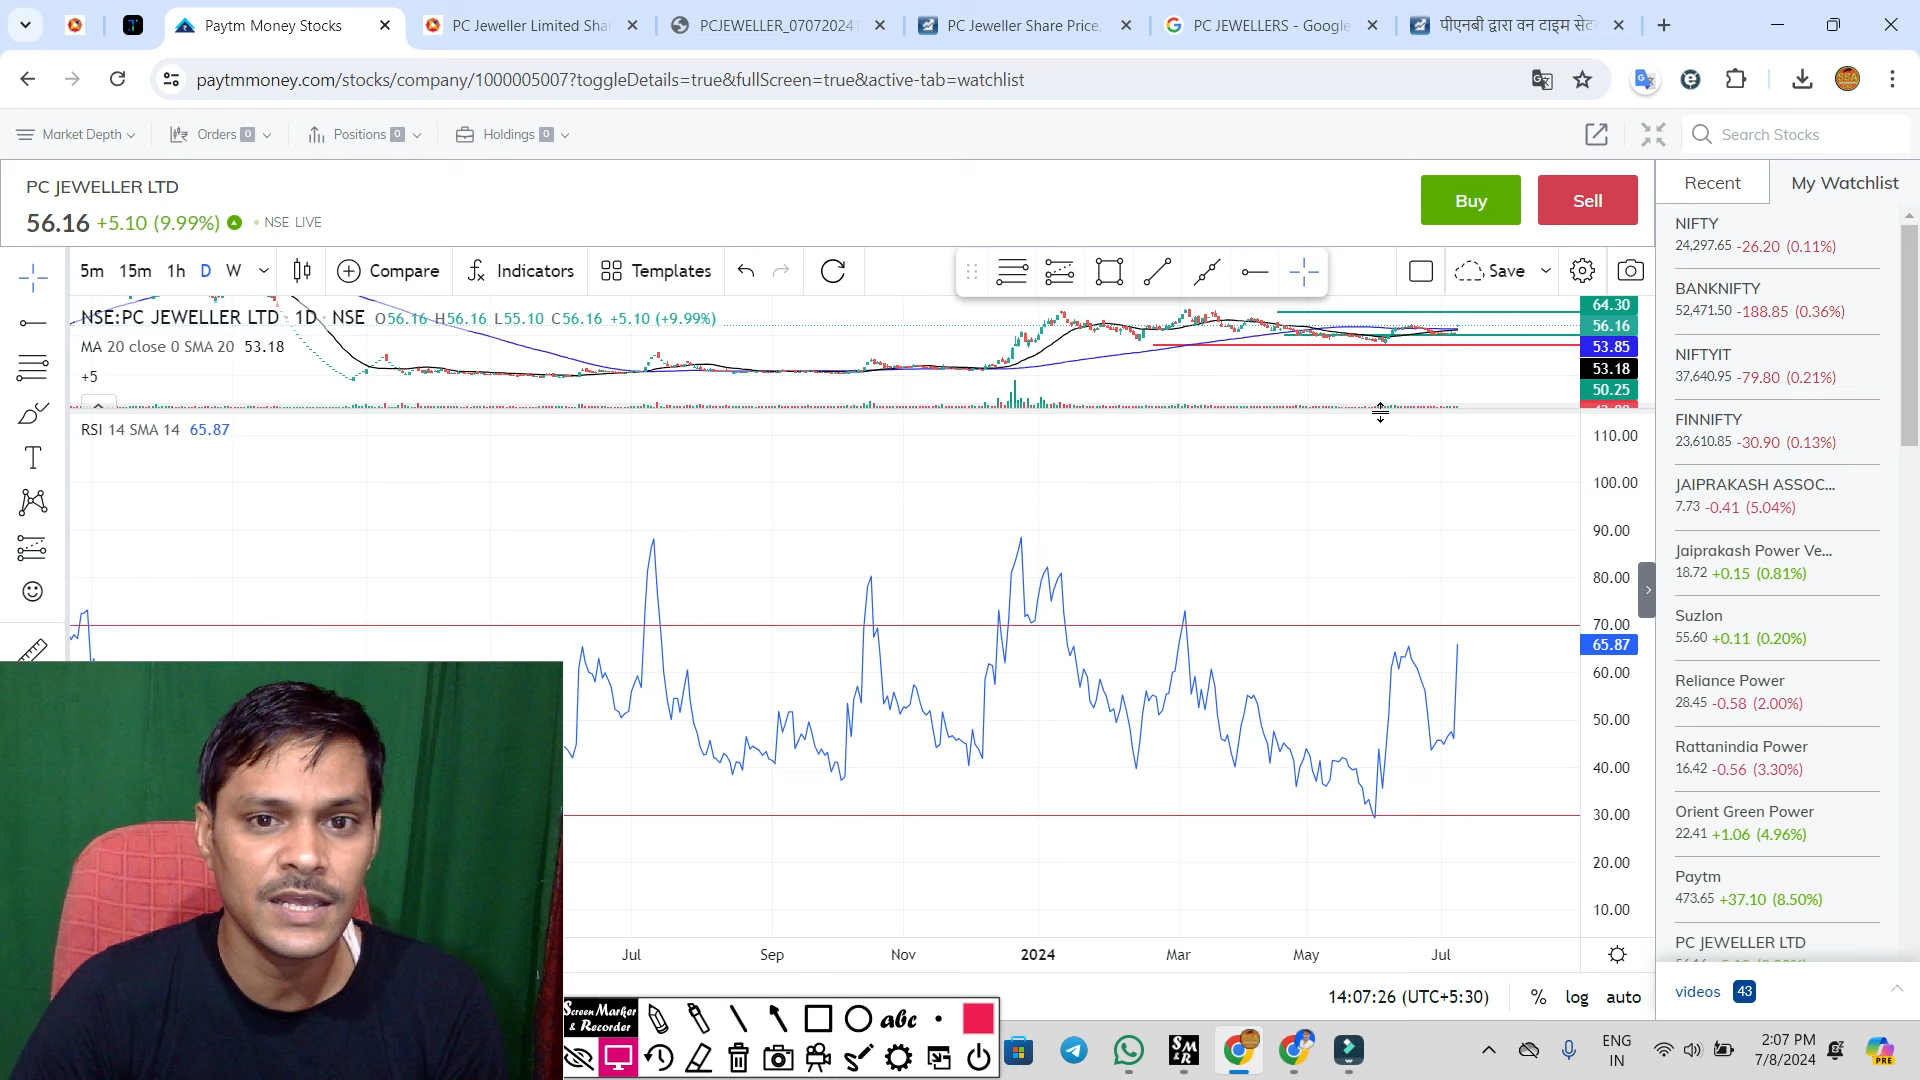 Paytm Money Stocks
PC Jeweller Limited Sha
PCJEWELLER_07072024
PC Jeweller Share Price,
PC JEWELLERS - Google
पीएनबी द्वारा वन टाइम सेट
paytmmoney.com/stocks/company/1000005007?toggleDetails=true&fullScreen=true&active-tab=watchlist
Market Depth
Orders 0
Positions 0
Holdings 0
Search Stocks
PC JEWELLER LTD
56.16 +5.10 (9.99%) NSE LIVE
Buy
Sell
Recent
My Watchlist
5m 15m 1h D W
Compare
Indicators
Templates
Save
NSE:PC JEWELLER LTD · 1D · NSE O56.16 H56.16 L55.10 C56.16 +5.10 (+9.99%)
MA 20 close 0 SMA 20 53.18
+5
64.30
56.16
53.85
53.18
50.25
RSI 14 SMA 14 65.87
110.00
100.00
90.00
80.00
70.00
65.87
60.00
50.00
40.00
30.00
20.00
10.00
Jul Sep Nov 2024 Mar May Jul
14:07:26 (UTC+5:30) % log auto
NIFTY
24,297.65 -26.20 (0.11%)
BANKNIFTY
52,471.50 -188.85 (0.36%)
NIFTYIT
37,640.95 -79.80 (0.21%)
FINNIFTY
23,610.85 -30.90 (0.13%)
JAIPRAKASH ASSOC...
7.73 -0.41 (5.04%)
Jaiprakash Power Ve...
18.72 +0.15 (0.81%)
Suzlon
55.60 +0.11 (0.20%)
Reliance Power
28.45 -0.58 (2.00%)
Rattanindia Power
16.42 -0.56 (3.30%)
Orient Green Power
22.41 +1.06 (4.96%)
Paytm
473.65 +37.10 (8.50%)
PC JEWELLER LTD
videos 43
Screen Marker
& Recorder
abc
SM
&R
ENG
IN
2:07 PM
7/8/2024
PRE